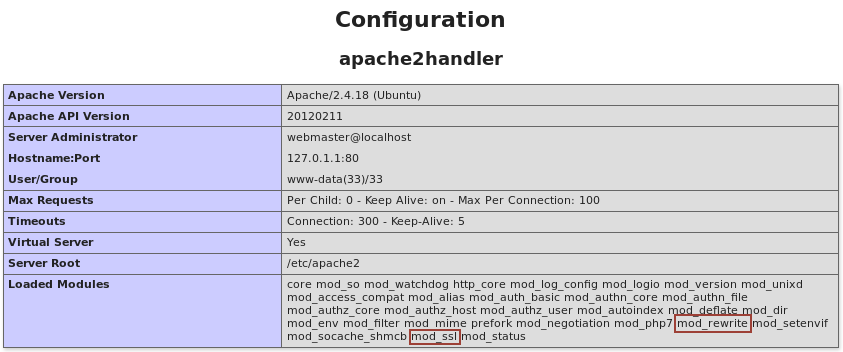 Configuration
apache2handler
Apache Version Apache/2.4.18 (Ubuntu)
Apache API Version 20120211
Server Administrator webmaster@localhost
Hostname:Port 127.0.1.1:80
User/Group www-data(33)/33
Max Requests Per Child: 0 - Keep Alive: on - Max Per Connection: 100
Timeouts Connection: 300 - Keep-Alive: 5
Virtual Server Yes
Server Root /etc/apache2
Loaded Modules core mod_so mod_watchdog http_core mod_log_config mod_logio mod_version mod_unixd
mod_access_compat mod_alias mod_auth_basic mod_authn_core mod_authn_file
mod_authz_core mod_authz_host mod_authz_user mod_autoindex mod_deflate mod_dir
mod_env mod_filter mod_mime prefork mod_negotiation mod_php7 mod_rewrite mod_setenvif
mod_socache_shmcb mod_ssl mod_status